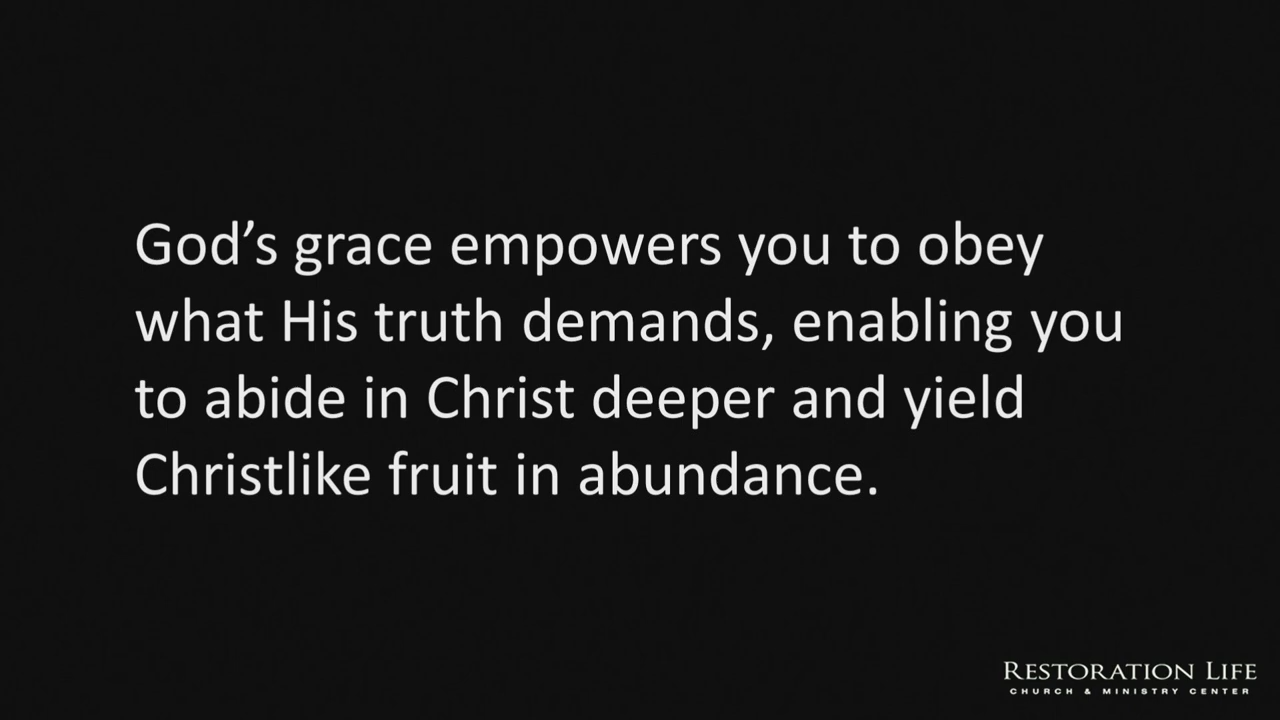 God’s grace empowers you to obey
what His truth demands, enabling you
to abide in Christ deeper and yield
Christlike fruit in abundance.
RESTORATION LIFE
CHURCH & MINISTRY CENTER